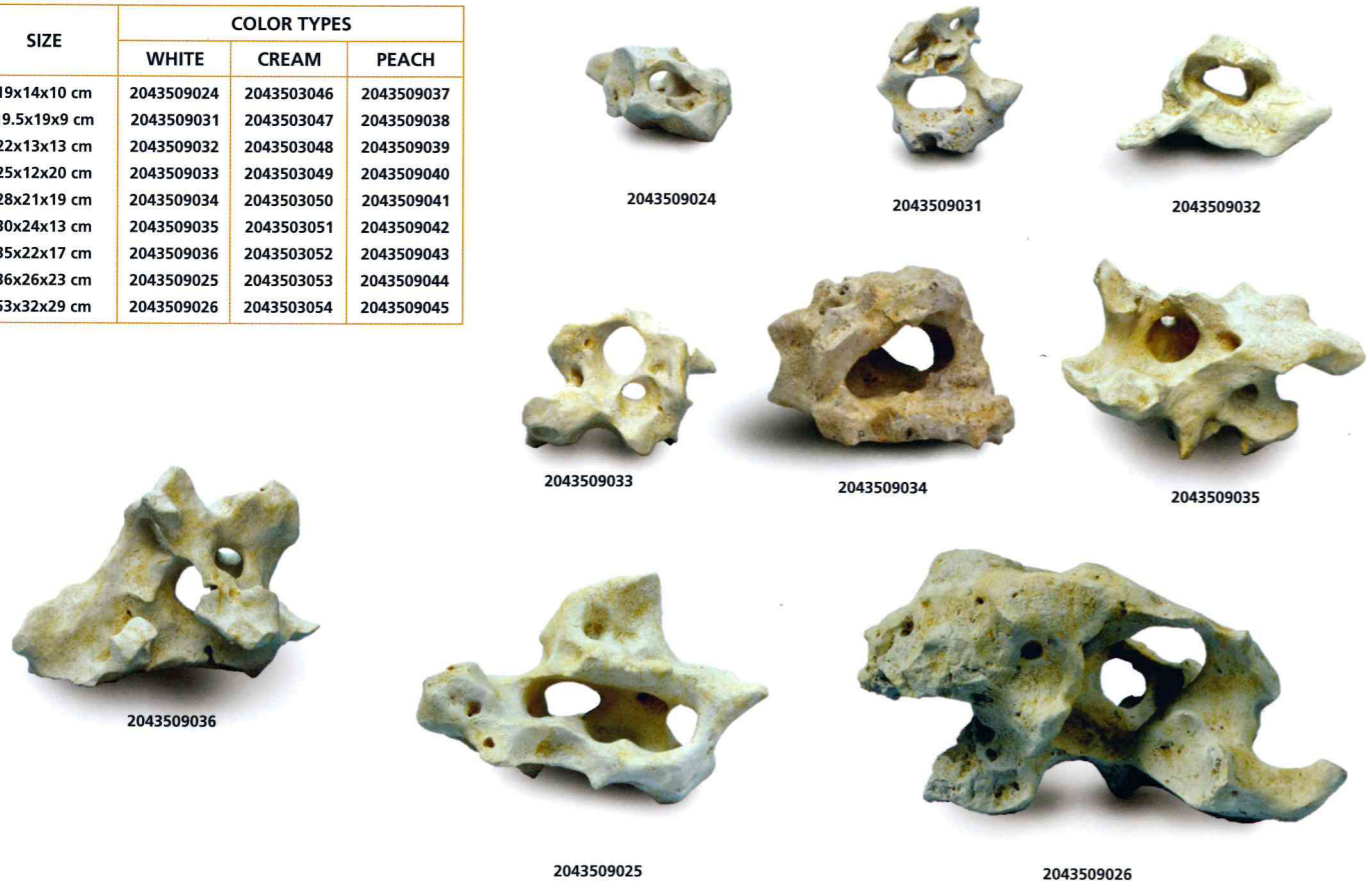 SIZE COLOR TYPES
WHITE CREAM PEACH
19x14x10 cm 2043509024 2043503046 2043509037
9.5x19x9 cm 2043509031 2043503047 2043509038
22x13x13 cm 2043509032 2043503048 2043509039
25x12x20 cm 2043509033 2043503049 2043509040
28x21x19 cm 2043509034 2043503050 2043509041
30x24x13 cm 2043509035 2043503051 2043509042
35x22x17 cm 2043509036 2043503052 2043509043
36x26x23 cm 2043509025 2043503053 2043509044
53x32x29 cm 2043509026 2043503054 2043509045
2043509024 2043509031 2043509032
2043509033 2043509034 2043509035
2043509036
2043509025 2043509026